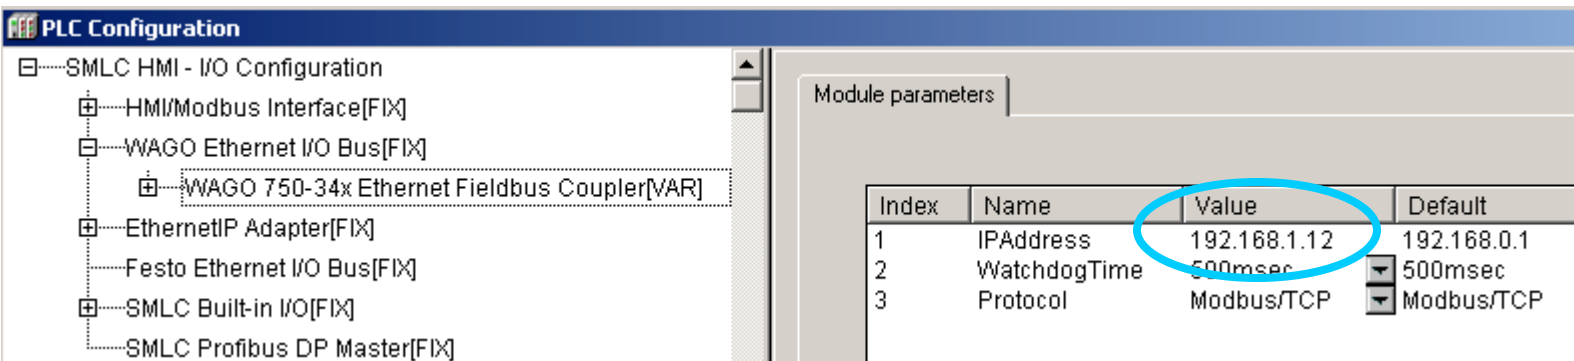 PLC Configuration
SMLC HMI - I/O Configuration
HMI/Modbus Interface[FIX]
WAGO Ethernet I/O Bus[FIX]
WAGO 750-34x Ethernet Fieldbus Coupler[VAR]
EthernetIP Adapter[FIX]
Festo Ethernet I/O Bus[FIX]
SMLC Built-in I/O[FIX]
SMLC Profibus DP Master[FIX]
Module parameters
Index Name Value Default
1 IPAddress 192.168.1.12 192.168.0.1
2 WatchdogTime 500msec 500msec
3 Protocol Modbus/TCP Modbus/TCP